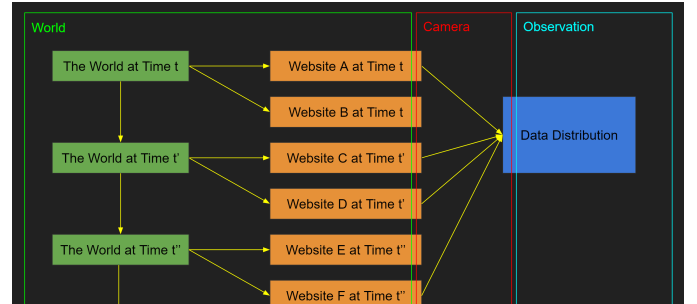 World
Camera
Observation
The World at Time t
Website A at Time t
Website B at Time t
Data Distribution
The World at Time t’
Website C at Time t’
Website D at Time t’
The World at Time t’’
Website E at Time t’’
Website F at Time t’’